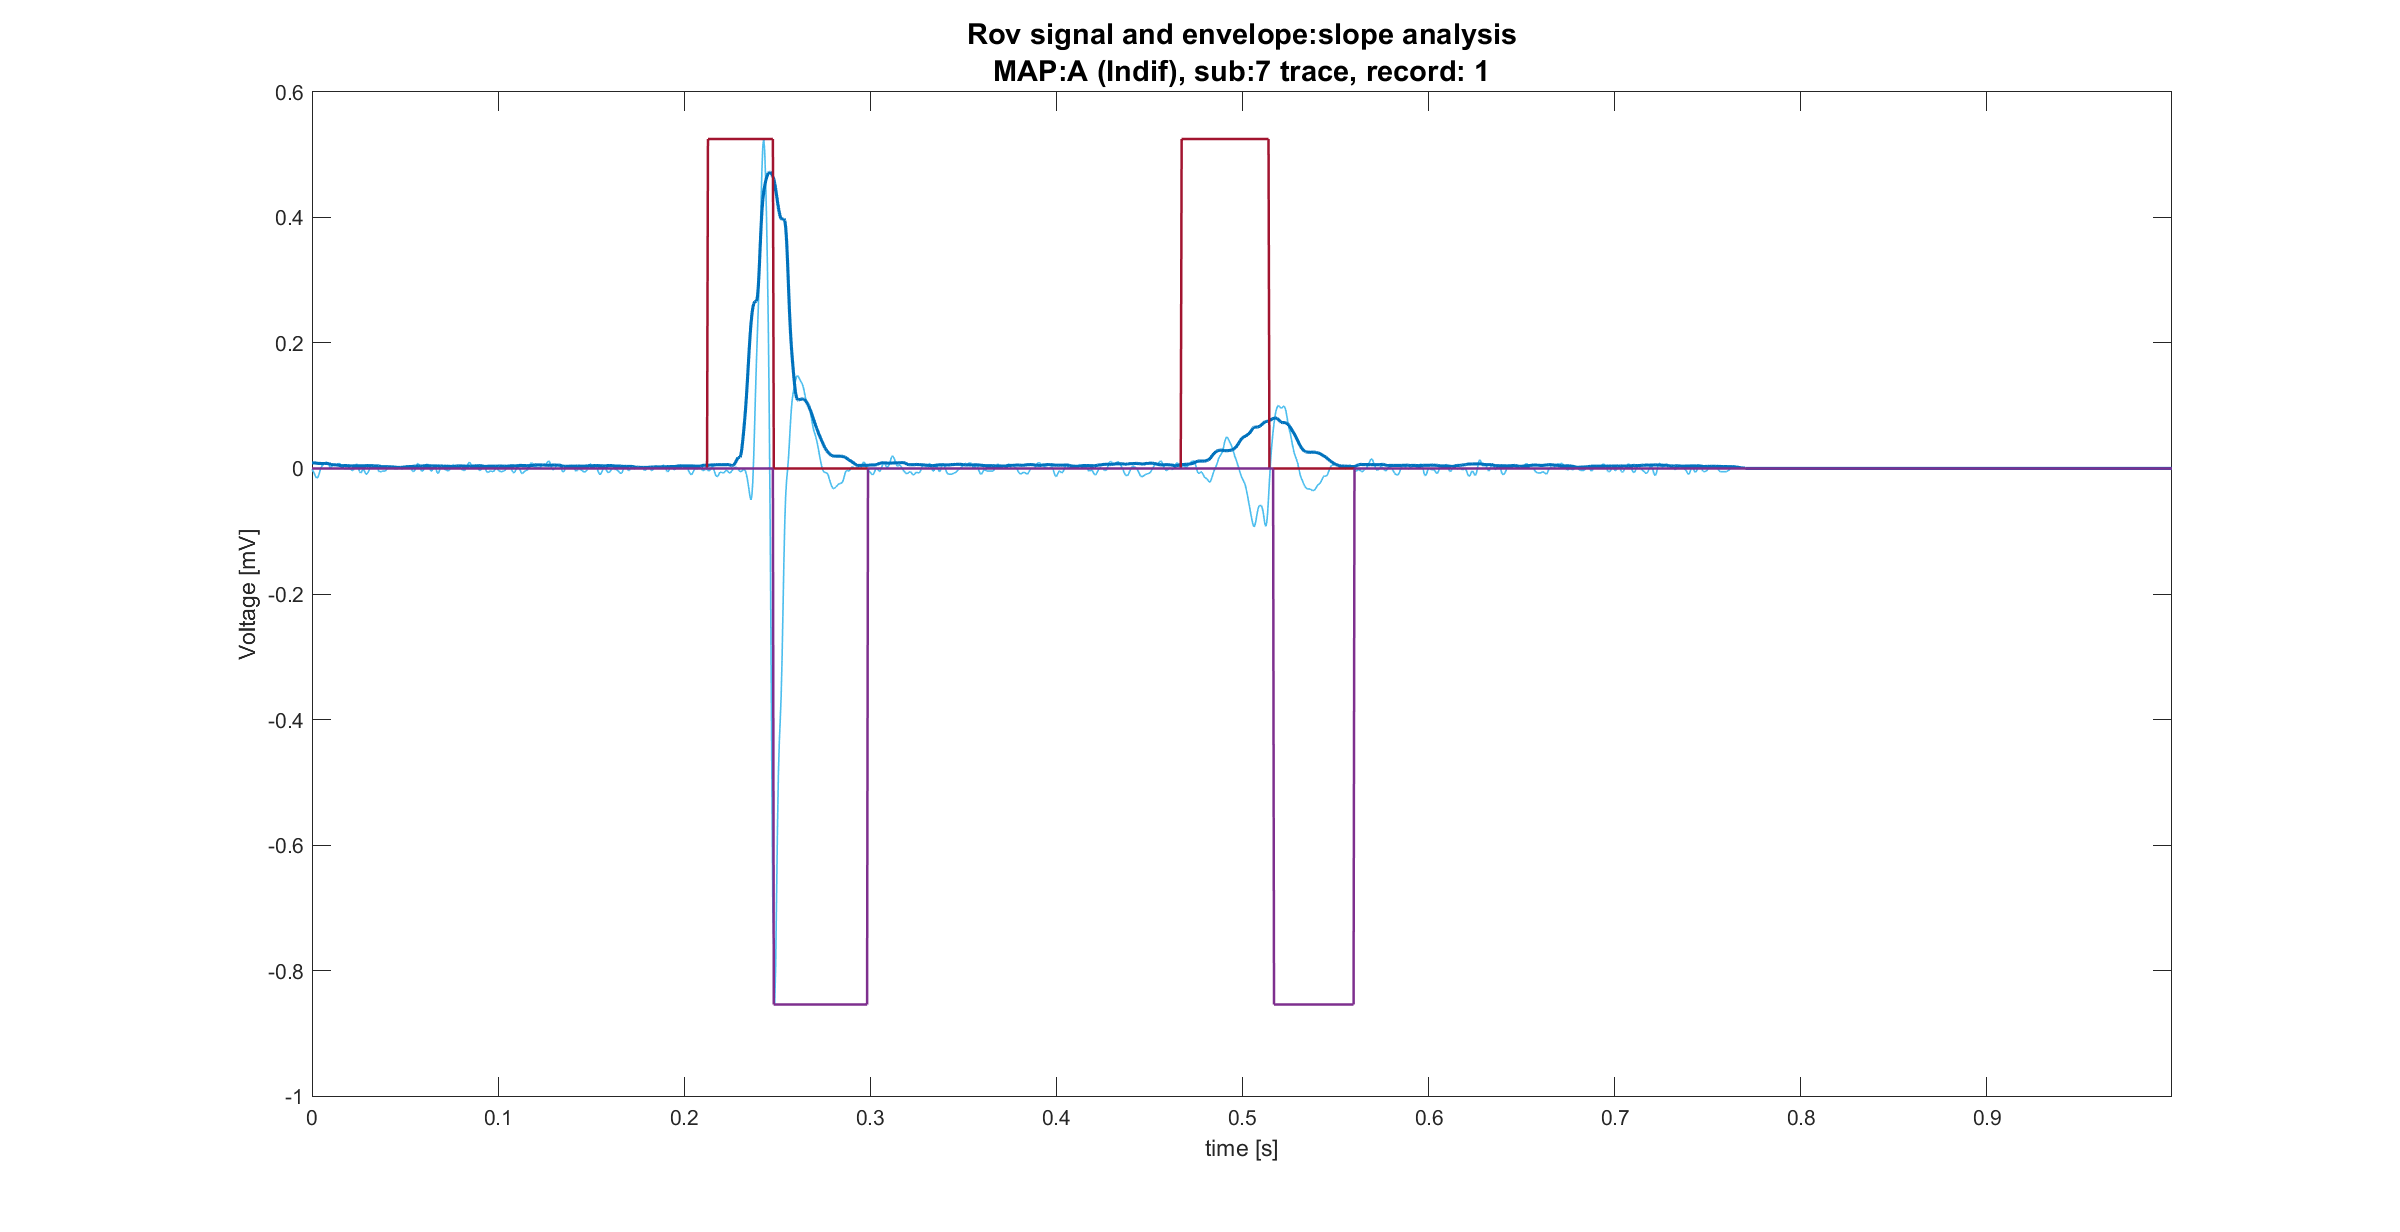 Rov signal and envelope:slope analysis
MAP:A (Indif), sub:7 trace, record: 1
0.6
0.4
0.2
0
-0.2
-0.4
-0.6
-0.8
-1
Voltage [mV]
0 0.1 0.2 0.3 0.4 0.5 0.6 0.7 0.8 0.9
time [s]